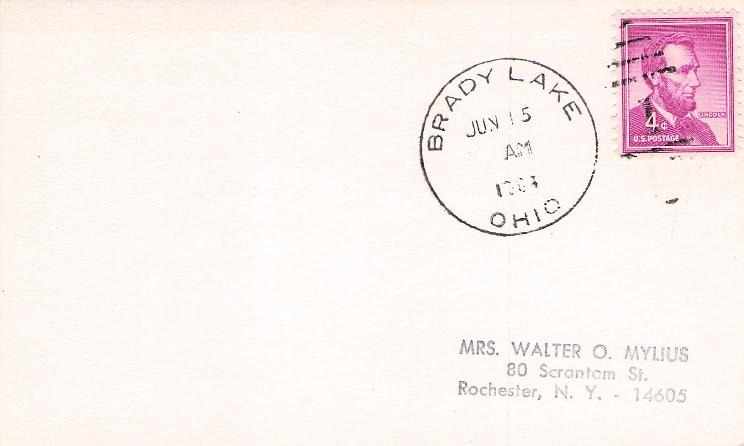 BRADY LAKE
JUN 15
AM
OHIO
LINCOLN
4¢
U.S. POSTAGE
MRS. WALTER O. MYLIUS
80 Scrantom St.
Rochester, N. Y. - 14605